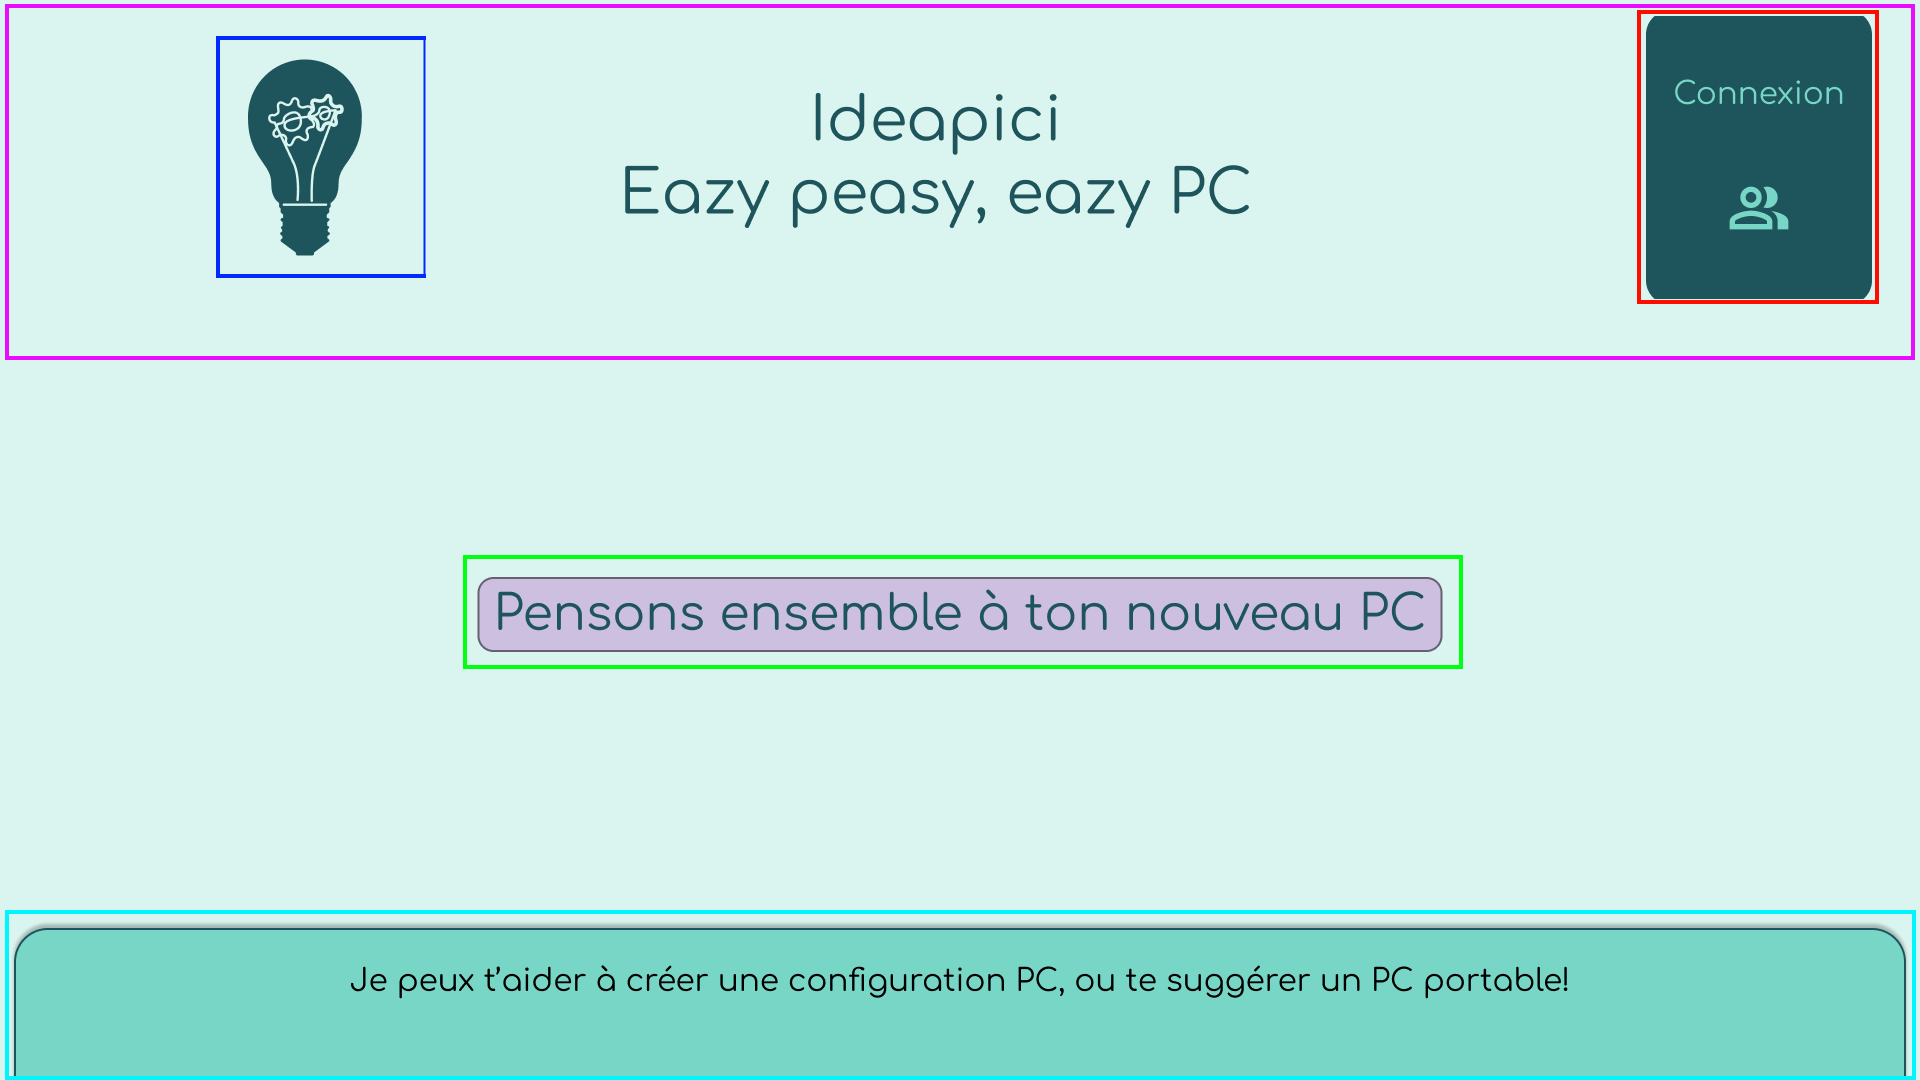 Ideapici
Eazy peasy, eazy PC
Connexion
Pensons ensemble à ton nouveau PC
Je peux t’aider à créer une configuration PC, ou te suggérer un PC portable!